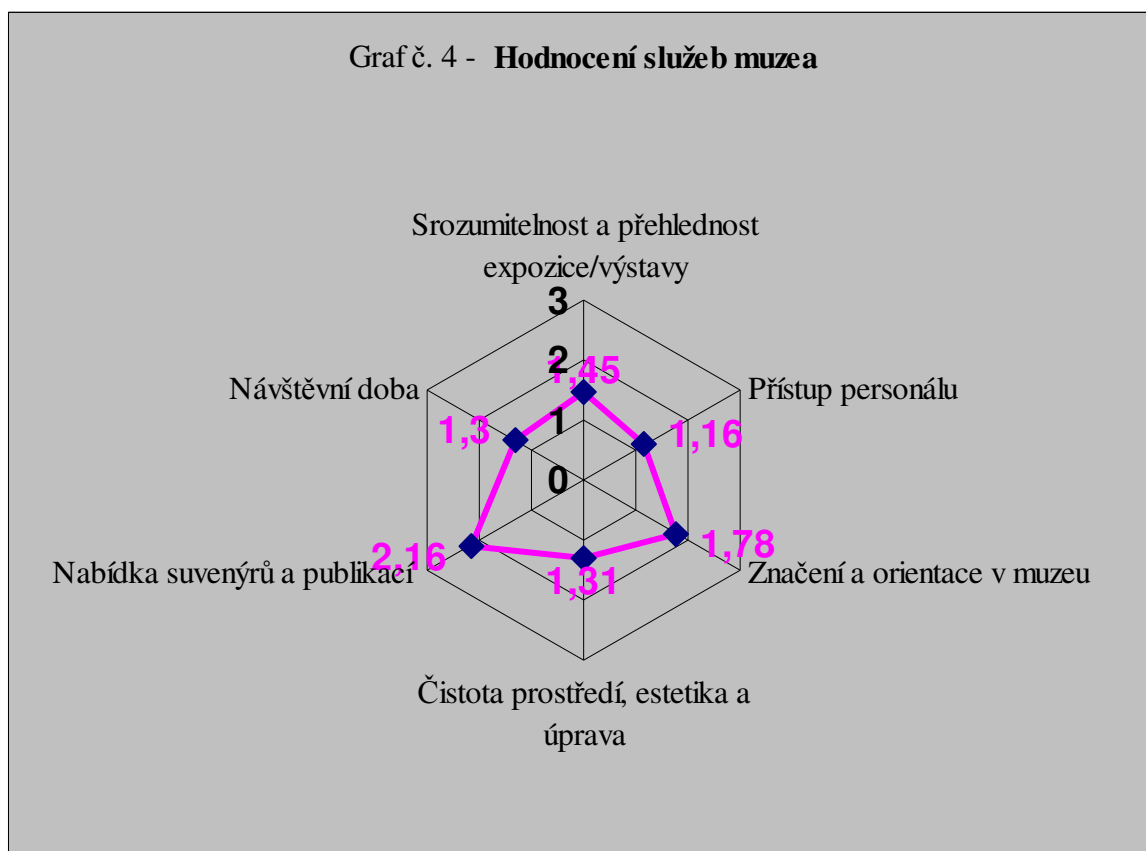 Graf č. 4 - Hodnocení služeb muzea
Srozumitelnost a přehlednost
expozice/výstavy
3
2
1,45
Návštěvní doba
Přístup personálu
1,3
1
1,16
0
2,16
1,78
Nabídka suvenýrů a publikací
1,31
Značení a orientace v muzeu
Čistota prostředí, estetika a
úprava